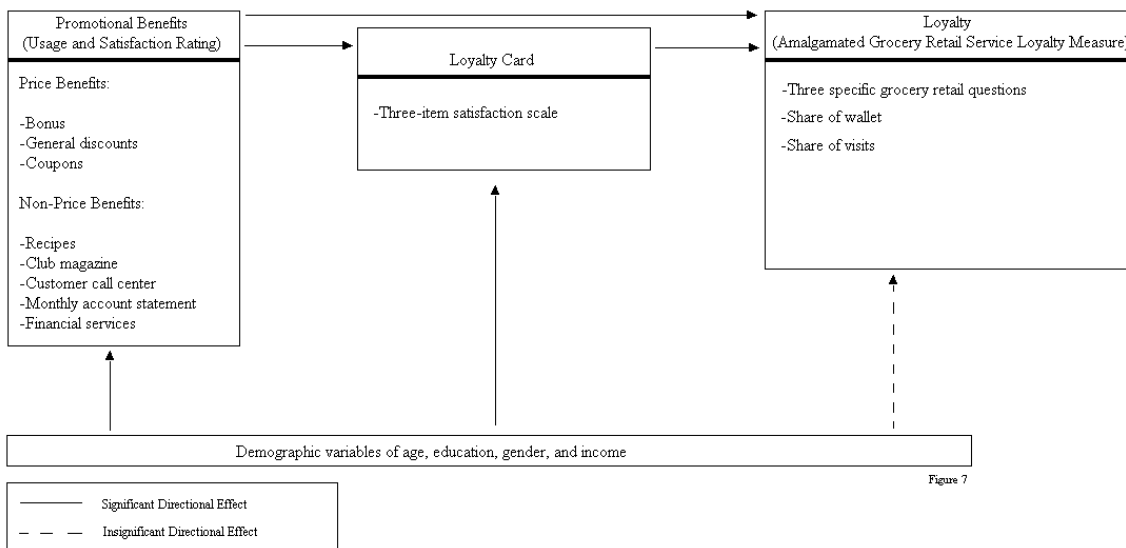 Promotional Benefits
(Usage and Satisfaction Rating)
Price Benefits:
-Bonus
-General discounts
-Coupons
Non-Price Benefits:
-Recipes
-Club magazine
-Customer call center
-Monthly account statement
-Financial services
Loyalty Card
-Three-item satisfaction scale
Loyalty
(Amalgamated Grocery Retail Service Loyalty Measure)
-Three specific grocery retail questions
-Share of wallet
-Share of visits
Demographic variables of age, education, gender, and income
Figure 7
Significant Directional Effect
Insignificant Directional Effect